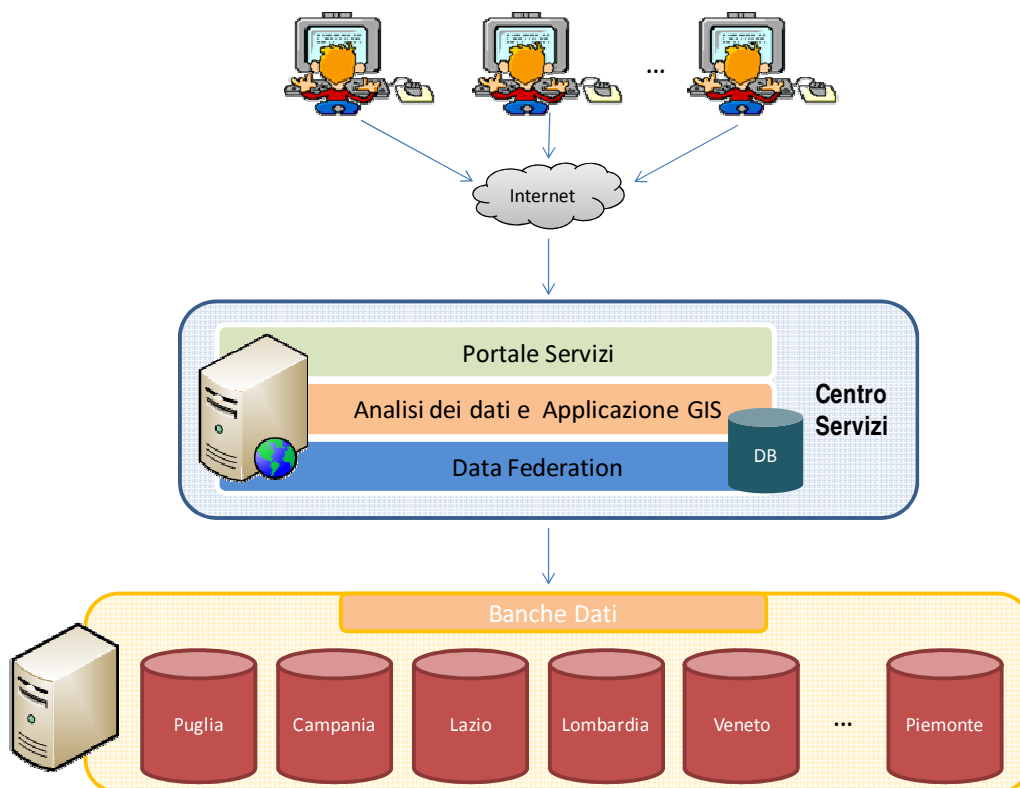 ...
Internet
Portale Servizi
Analisi dei dati e Applicazione GIS
Data Federation
DB
Centro
Servizi
Banche Dati
Puglia
Campania
Lazio
Lombardia
Veneto
...
Piemonte